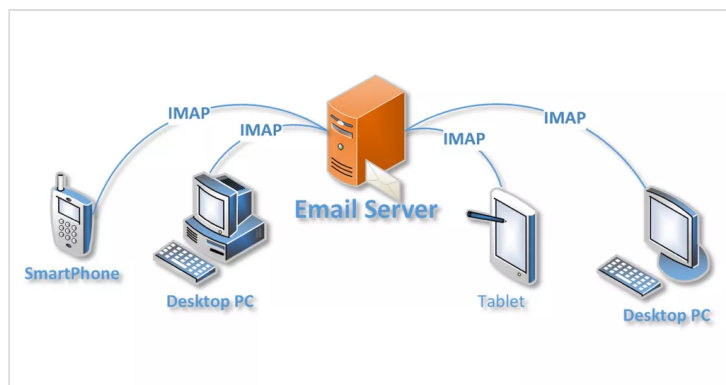 IMAP
IMAP
IMAP
IMAP
Email Server
SmartPhone
Desktop PC
Tablet
Desktop PC